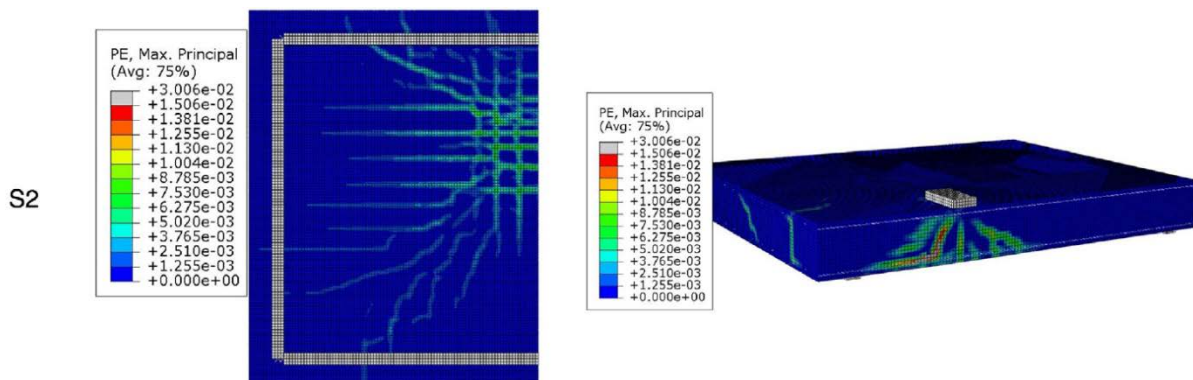 PE, Max. Principal
(Avg: 75%)
+3.006e-02
+1.506e-02
+1.381e-02
+1.255e-02
+1.130e-02
+1.004e-02
+8.785e-03
+7.530e-03
+6.275e-03
+5.020e-03
+3.765e-03
+2.510e-03
+1.255e-03
+0.000e+00
S2
PE, Max. Principal
(Avg: 75%)
+3.006e-02
+1.506e-02
+1.381e-02
+1.255e-02
+1.130e-02
+1.004e-02
+8.785e-03
+7.530e-03
+6.275e-03
+5.020e-03
+3.765e-03
+2.510e-03
+1.255e-03
+0.000e+00